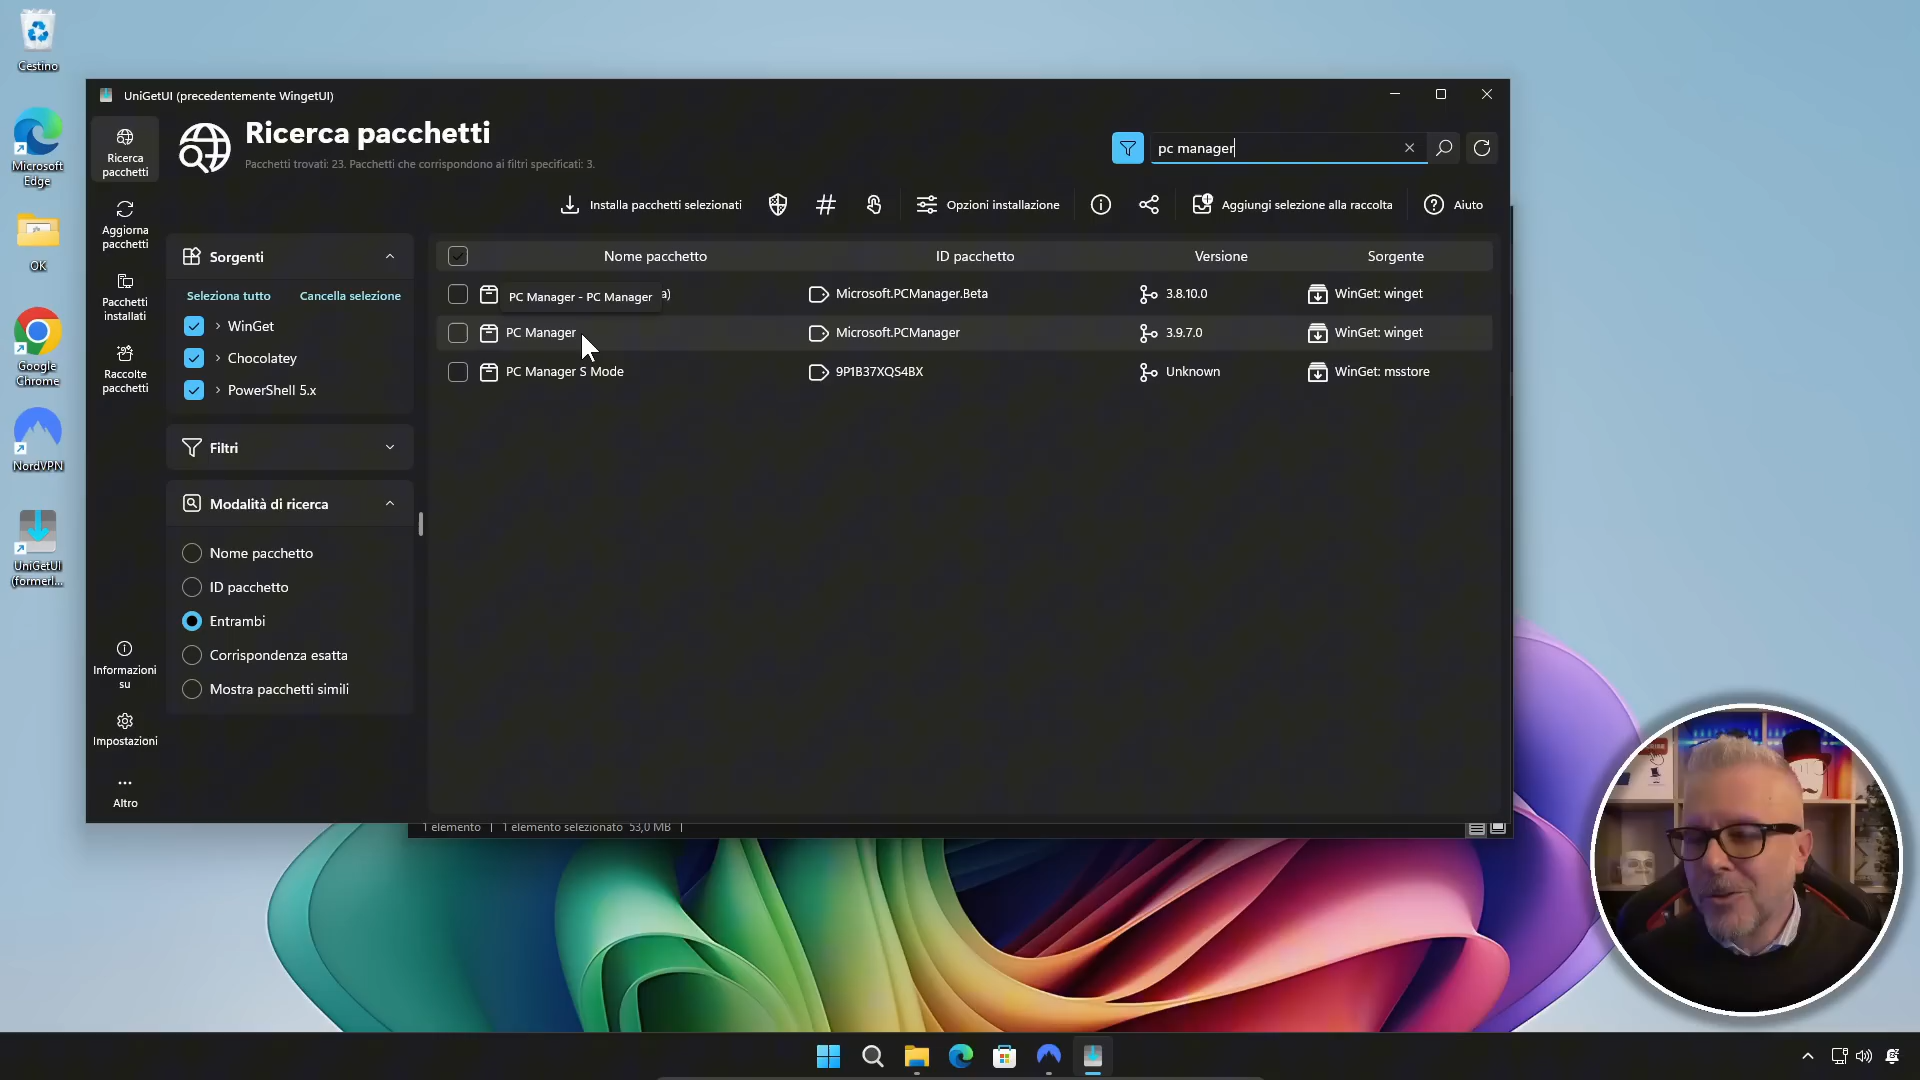 Cestino
Microsoft
Edge
OK
Google
Chrome
NordVPN
UniGetUI
(formerl...
UniGetUI (precedentemente WingetUI)
Ricerca
pacchetti
Aggiorna
pacchetti
Pacchetti
installati
Raccolte
pacchetti
Informazioni
su
Impostazioni
Altro
Ricerca pacchetti
Pacchetti trovati: 23. Pacchetti che corrispondono ai filtri specificati: 3.
pc manager
Installa pacchetti selezionati
Opzioni installazione
Aggiungi selezione alla raccolta
Aiuto
Sorgenti
Seleziona tutto Cancella selezione
WinGet
Chocolatey
PowerShell 5.x
Filtri
Modalità di ricerca
Nome pacchetto
ID pacchetto
Entrambi
Corrispondenza esatta
Mostra pacchetti simili
Nome pacchetto ID pacchetto Versione Sorgente
PC Manager - PC Manager a) Microsoft.PCManager.Beta 3.8.10.0 WinGet: winget
PC Manager Microsoft.PCManager 3.9.7.0 WinGet: winget
PC Manager S Mode 9P1B37XQS4BX Unknown WinGet: msstore
1 elemento 1 elemento selezionato 53,0 MB